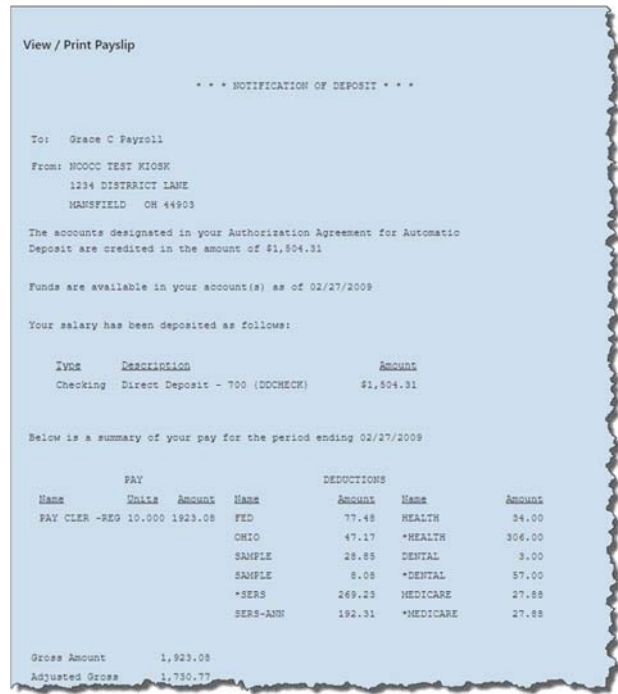 View / Print Payslip
* * * NOTIFICATION OF DEPOSIT * * *
To: Grace C Payroll
From: NCOCC TEST KIOSK
1234 DISTRRICT LANE
MANSFIELD OH 44903
The accounts designated in your Authorization Agreement for Automatic
Deposit are credited in the amount of $1,504.31
Funds are available in your account(s) as of 02/27/2009
Your salary has been deposited as follows:
Type Description Amount
Checking Direct Deposit - 700 (DDCHECK) $1,504.31
Below is a summary of your pay for the period ending 02/27/2009
PAY DEDUCTIONS
Name Units Amount Name Amount Name Amount
PAY CLER -REG 10.000 1923.08 FED 77.48 HEALTH 34.00
OHIO 47.17 *HEALTH 306.00
SAMPLE 28.85 DENTAL 3.00
SAMPLE 8.08 *DENTAL 57.00
*SERS 269.23 MEDICARE 27.88
SERS-ANN 192.31 *MEDICARE 27.88
Gross Amount 1,923.08
Adjusted Gross 1,730.77